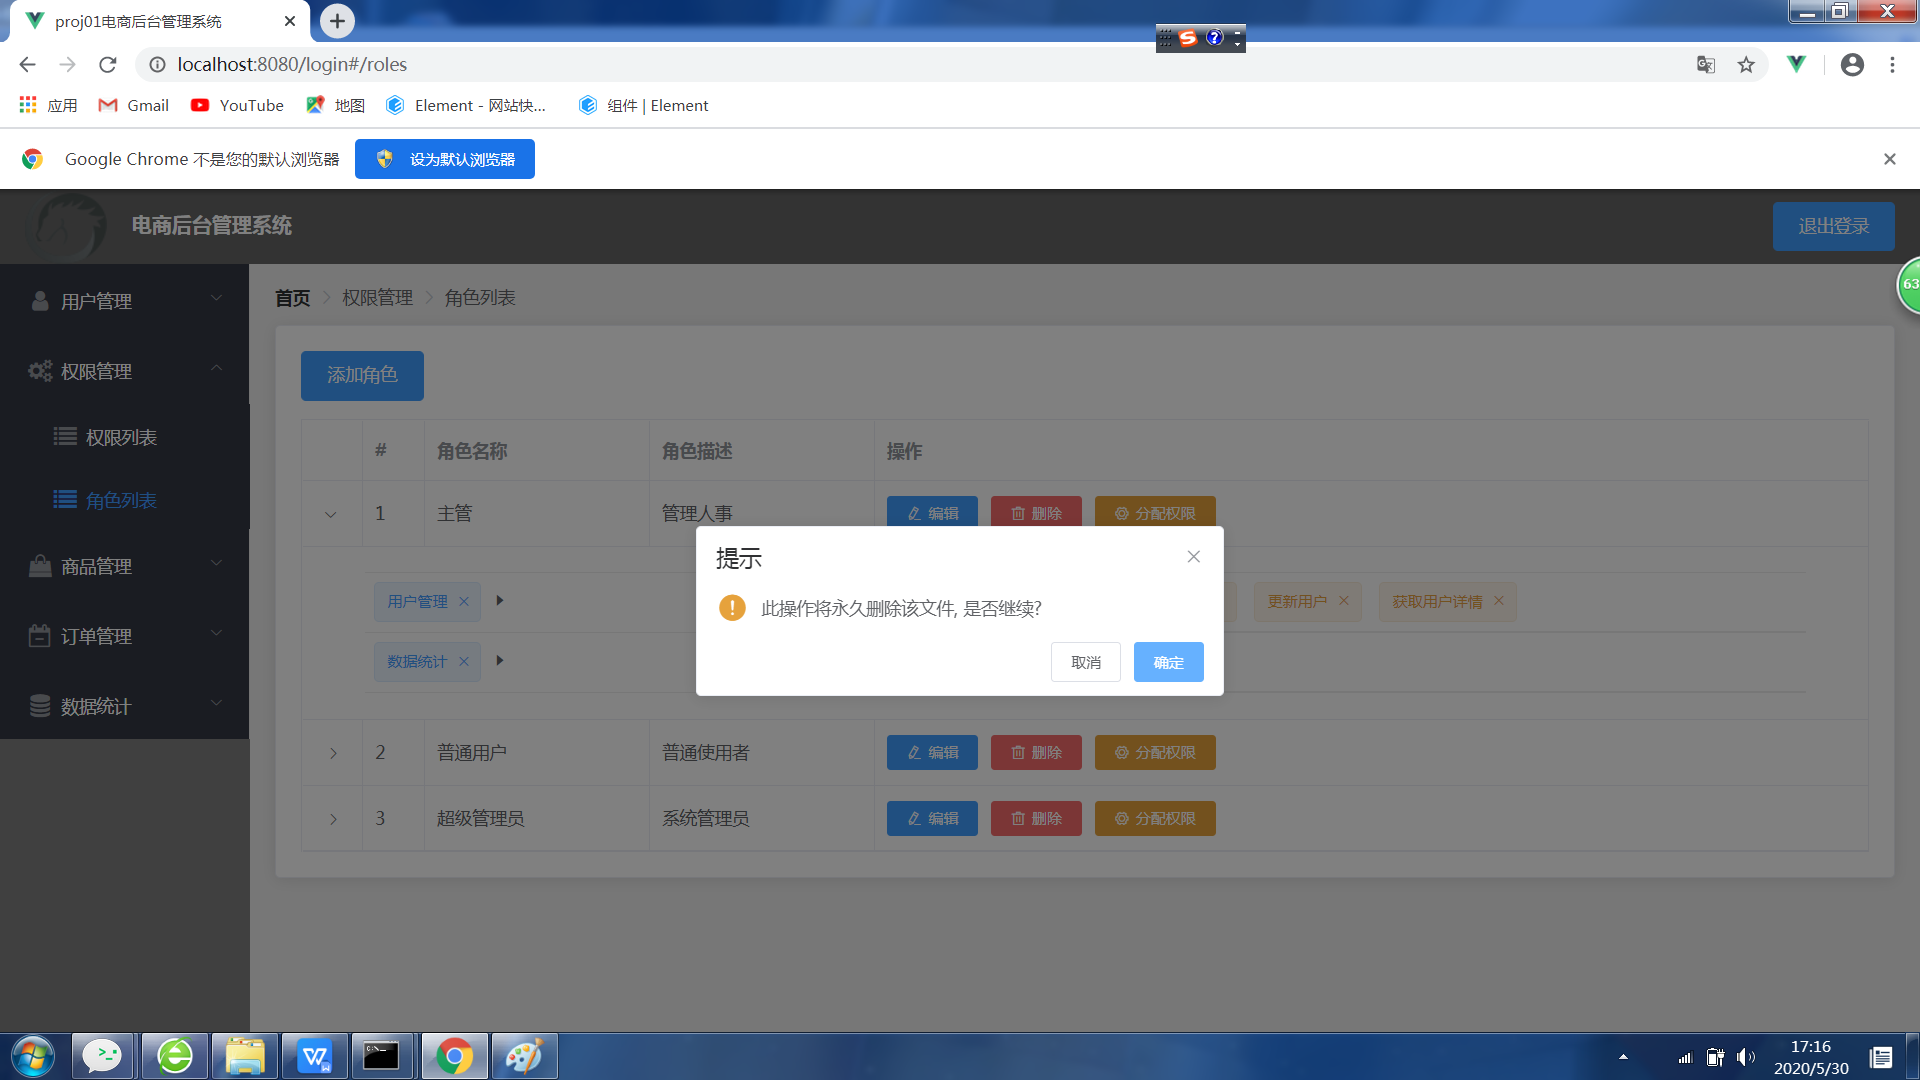 proj01电商后台管理系统
localhost:8080/login#/roles
应用 Gmail YouTube 地图 Element - 网站快... 组件 | Element
Google Chrome 不是您的默认浏览器 设为默认浏览器
电商后台管理系统 退出登录
63
用户管理
权限管理
权限列表
角色列表
商品管理
订单管理
数据统计
首页 权限管理 角色列表
添加角色
# 角色名称 角色描述 操作
1 主管 管理人事 编辑 删除 分配权限
用户管理 更新用户 获取用户详情
数据统计
提示
此操作将永久删除该文件, 是否继续?
取消 确定
2 普通用户 普通使用者 编辑 删除 分配权限
3 超级管理员 系统管理员 编辑 删除 分配权限
17:16
2020/5/30